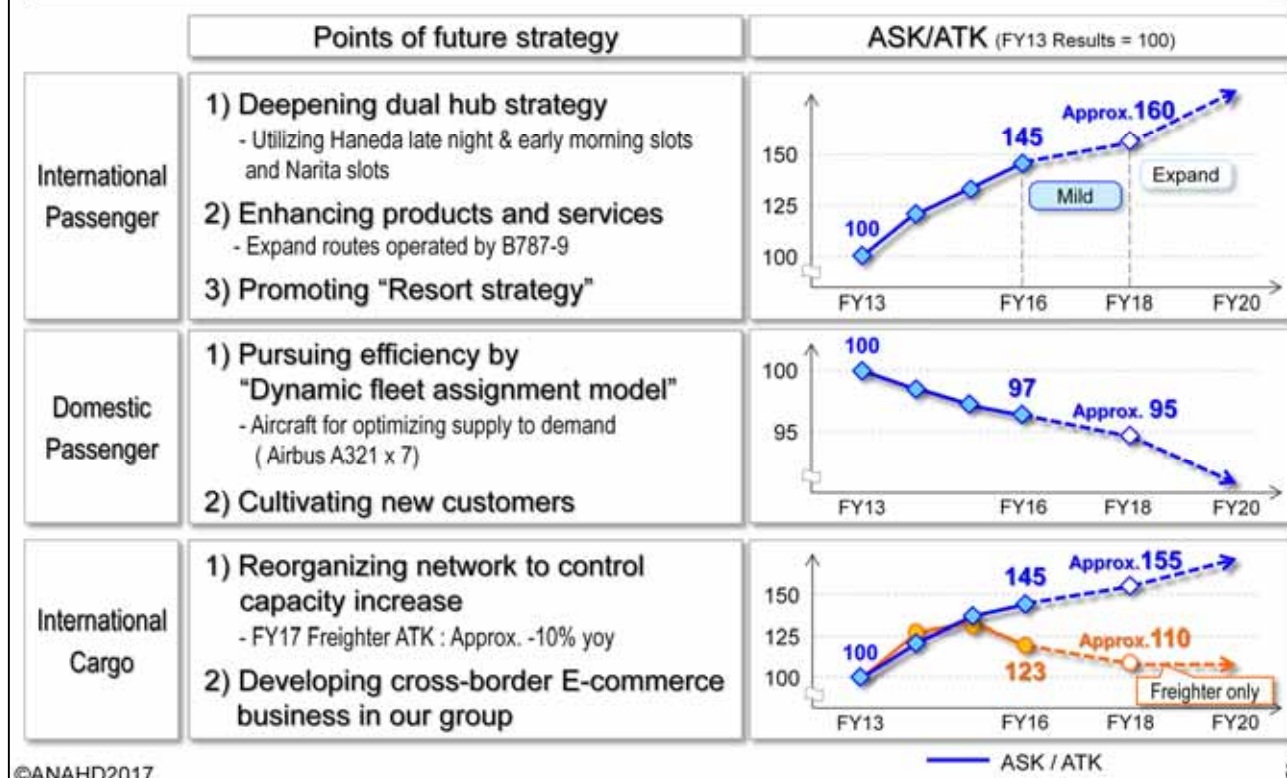 Points of future strategy
ASK/ATK (FY13 Results = 100)
International
Passenger
1) Deepening dual hub strategy
- Utilizing Haneda late night & early morning slots
and Narita slots
2) Enhancing products and services
- Expand routes operated by B787-9
3) Promoting “Resort strategy”
150
125
100
100
145
Approx.160
Mild
Expand
FY13
FY16
FY18
FY20
Domestic
Passenger
1) Pursuing efficiency by
“Dynamic fleet assignment model”
- Aircraft for optimizing supply to demand
( Airbus A321 x 7)
2) Cultivating new customers
100
95
100
97
Approx. 95
FY13
FY16
FY18
FY20
International
Cargo
1) Reorganizing network to control
capacity increase
- FY17 Freighter ATK : Approx. -10% yoy
2) Developing cross-border E-commerce
business in our group
150
125
100
100
145
Approx.155
123
Approx.110
Freighter only
FY13
FY16
FY18
FY20
ASK / ATK
©ANAHD2017